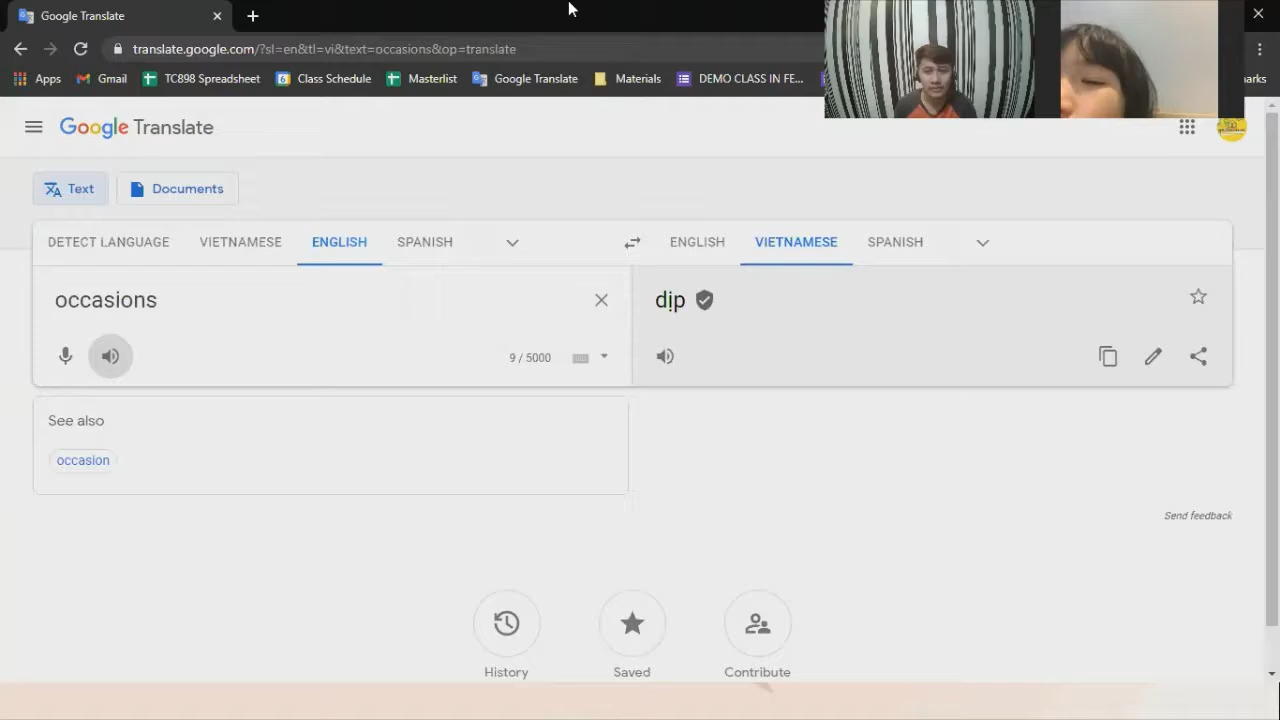 Google Translate
translate.google.com/?sl=en&tl=vi&text=occasions&op=translate
Apps Gmail TC898 Spreadsheet Class Schedule Masterlist Google Translate Materials DEMO CLASS IN FE... arks
Google Translate
Text Documents
DETECT LANGUAGE VIETNAMESE ENGLISH SPANISH ENGLISH VIETNAMESE SPANISH
occasions dịp
9 / 5000
See also
occasion
Send feedback
History Saved Contribute